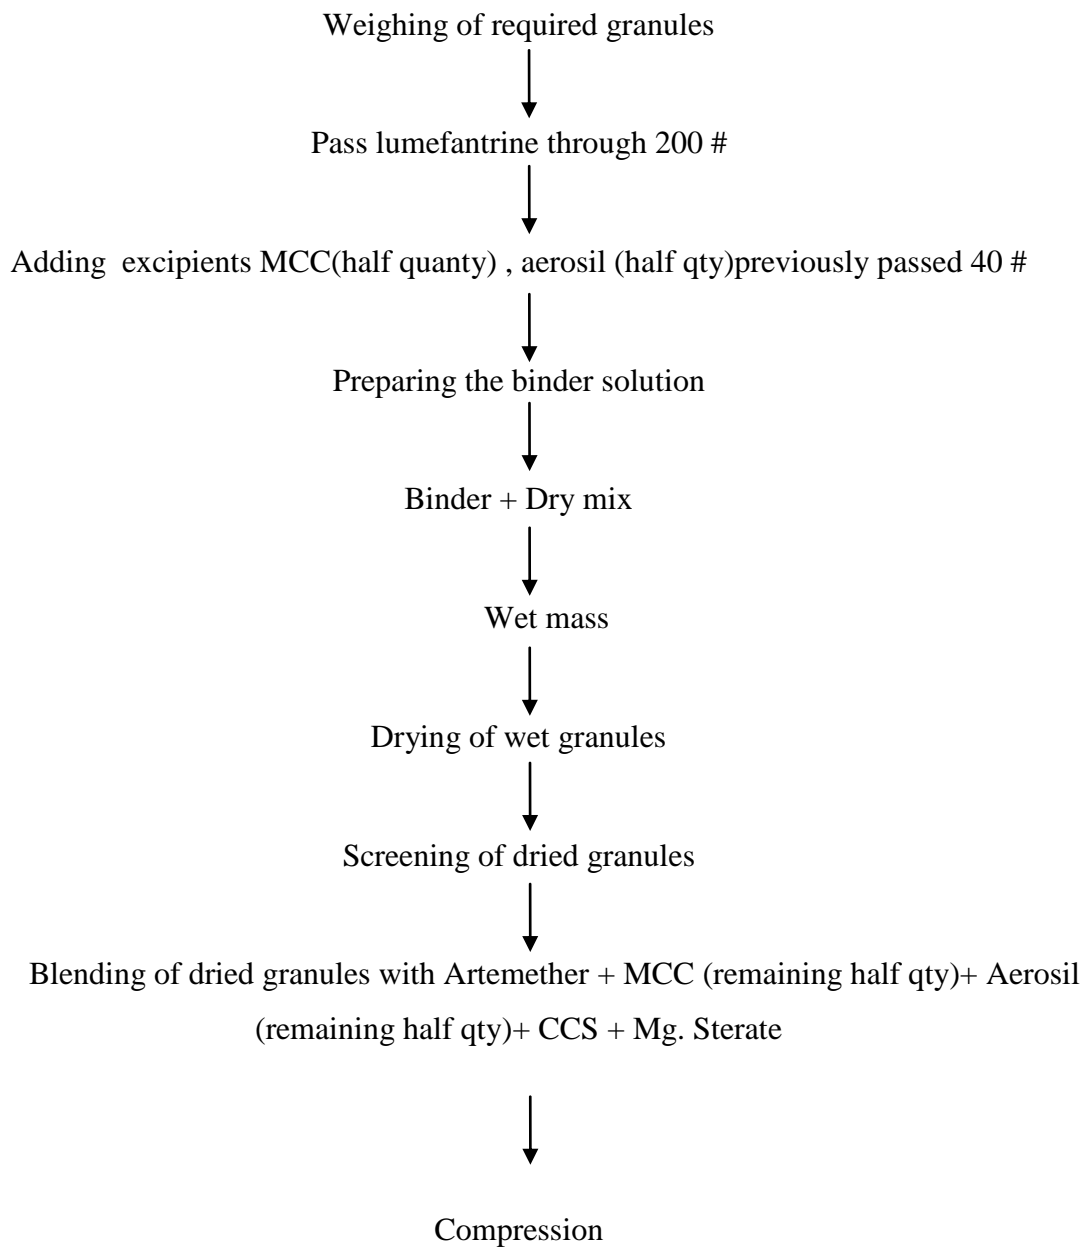 Weighing of required granules
Pass lumefantrine through 200 #
Adding  excipients MCC(half quanty) , aerosil (half qty)previously passed 40 #
Preparing the binder solution
Binder + Dry mix
Wet mass
Drying of wet granules
Screening of dried granules
Blending of dried granules with Artemether + MCC (remaining half qty)+ Aerosil
(remaining half qty)+ CCS + Mg. Sterate
Compression